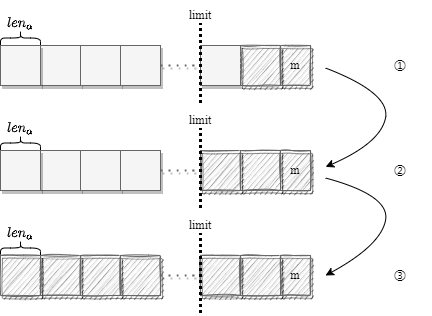 limit
lenₐ
m
①
limit
lenₐ
m
②
limit
lenₐ
m
③